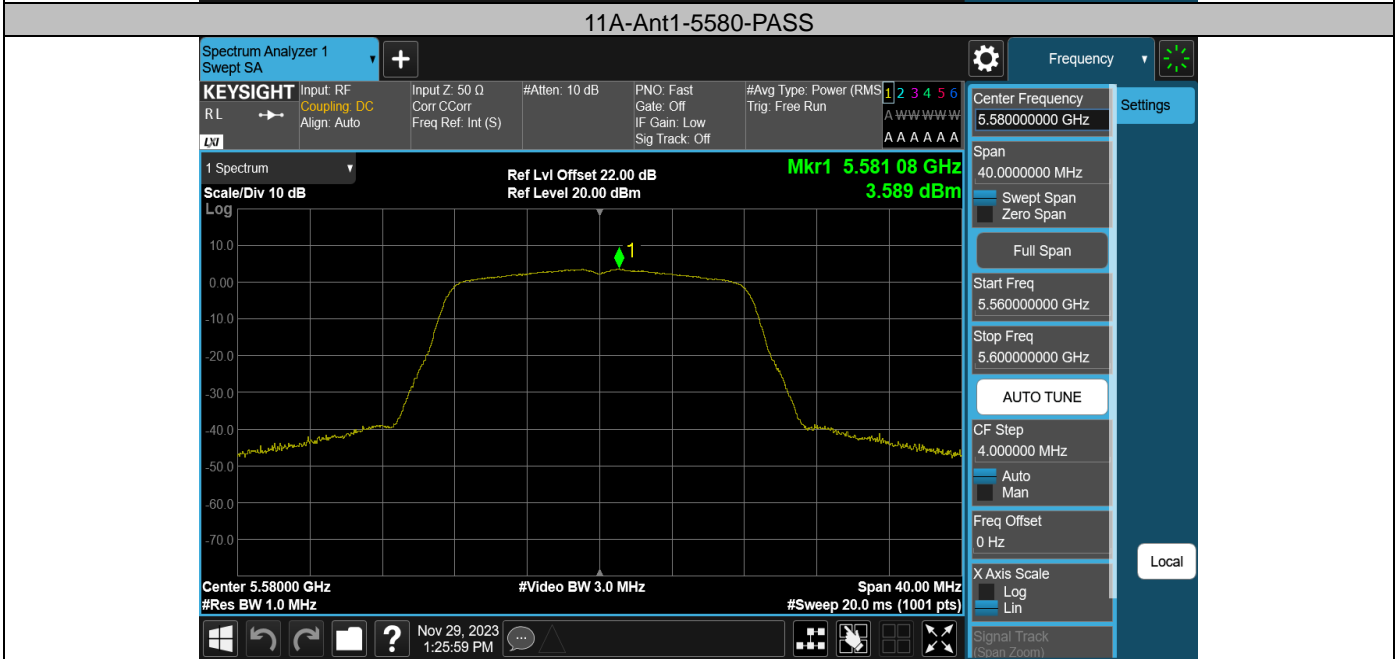 11A-Ant1-5580-PASS
Spectrum Analyzer 1
Swept SA
+
Frequency
KEYSIGHT
RL
LXI
Input: RF
Coupling: DC
Align: Auto
Input Z: 50 Ω
Corr CCorr
Freq Ref: Int (S)
#Atten: 10 dB
PNO: Fast
Gate: Off
IF Gain: Low
Sig Track: Off
#Avg Type: Power (RMS
Trig: Free Run
1 2 3 4 5 6
A W W W W W
A A A A A A
1 Spectrum
Scale/Div 10 dB
Ref Lvl Offset 22.00 dB
Ref Level 20.00 dBm
Mkr1 5.581 08 GHz
3.589 dBm
Log
1
10.0
0.00
-10.0
-20.0
-30.0
-40.0
-50.0
-60.0
-70.0
Center 5.58000 GHz
#Video BW 3.0 MHz
Span 40.00 MHz
#Res BW 1.0 MHz
#Sweep 20.0 ms (1001 pts)
Center Frequency
5.580000000 GHz
Settings
Span
40.0000000 MHz
Swept Span
Zero Span
Full Span
Start Freq
5.560000000 GHz
Stop Freq
5.600000000 GHz
AUTO TUNE
CF Step
4.000000 MHz
Auto
Man
Freq Offset
0 Hz
X Axis Scale
Log
Lin
Signal Track
(Span Zoom)
Local
?
Nov 29, 2023
1:25:59 PM